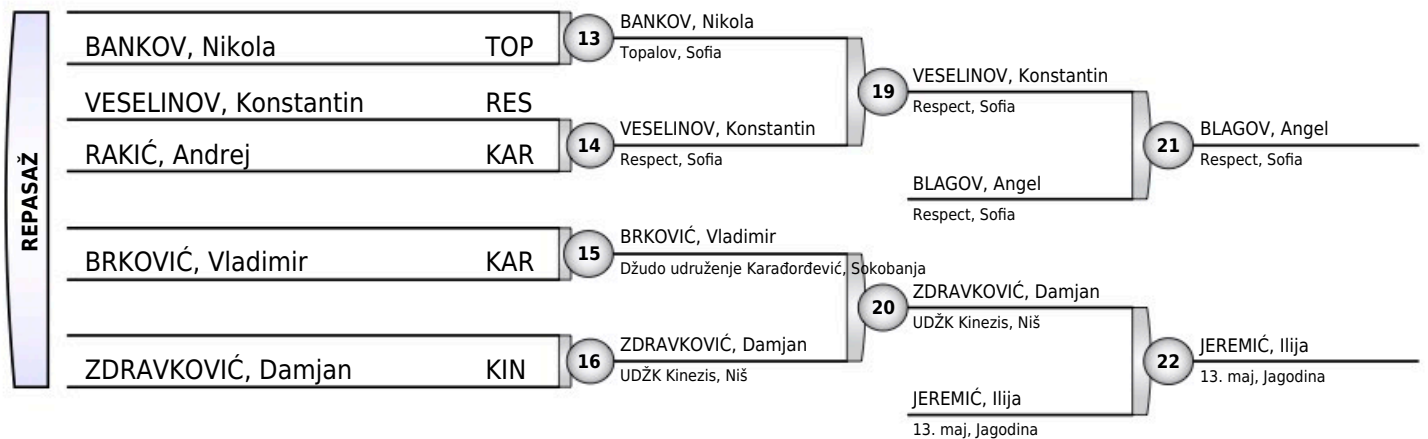 REPASAŽ
BANKOV, Nikola TOP
VESELINOV, Konstantin RES
RAKIĆ, Andrej KAR
BRKOVIĆ, Vladimir KAR
ZDRAVKOVIĆ, Damjan KIN
13
BANKOV, Nikola
Topalov, Sofia
14
VESELINOV, Konstantin
Respect, Sofia
15
BRKOVIĆ, Vladimir
Džudo udruženje Karađorđević, Sokobanja
16
ZDRAVKOVIĆ, Damjan
UDŽK Kinezis, Niš
19
VESELINOV, Konstantin
Respect, Sofia
BLAGOV, Angel
Respect, Sofia
20
ZDRAVKOVIĆ, Damjan
UDŽK Kinezis, Niš
JEREMIĆ, Ilija
13. maj, Jagodina
21
BLAGOV, Angel
Respect, Sofia
22
JEREMIĆ, Ilija
13. maj, Jagodina